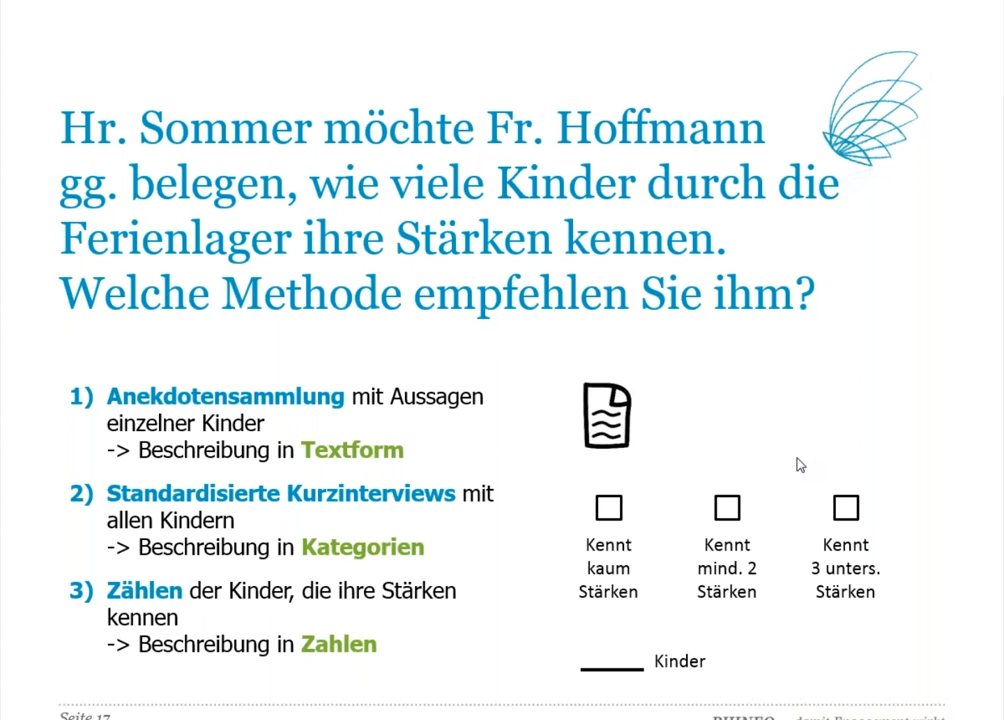 Hr. Sommer möchte Fr. Hoffmann
gg. belegen, wie viele Kinder durch die
Ferienlager ihre Stärken kennen.
Welche Methode empfehlen Sie ihm?
1) Anekdotensammlung mit Aussagen
einzelner Kinder
-> Beschreibung in Textform
2) Standardisierte Kurzinterviews mit
allen Kindern
-> Beschreibung in Kategorien
Kennt
kaum
Stärken
Kennt
mind. 2
Stärken
Kennt
3 unters.
Stärken
3) Zählen der Kinder, die ihre Stärken
kennen
-> Beschreibung in Zahlen
Kinder
Seite 17